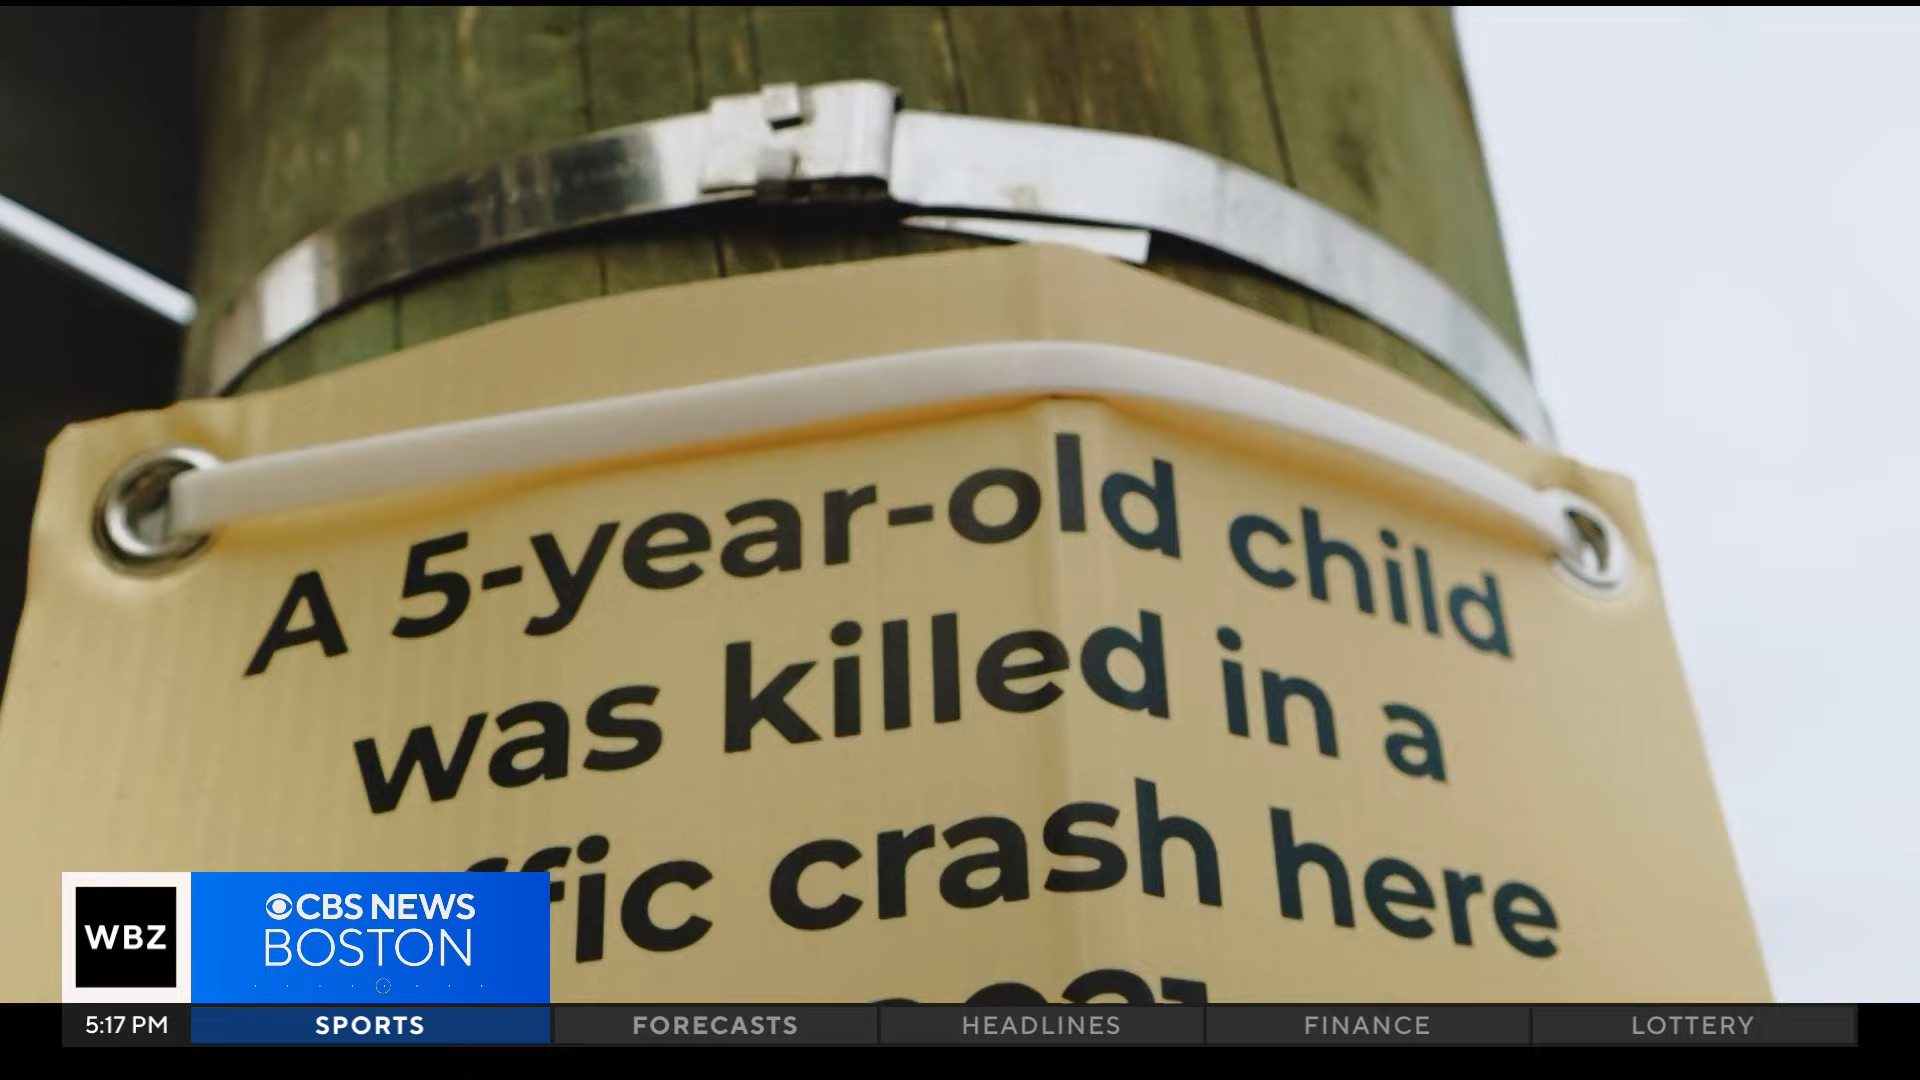 A 5-year-old child
was killed in a
crash here
WBZ
CBS NEWS
BOSTON
5:17 PM
SPORTS
FORECASTS
HEADLINES
FINANCE
LOTTERY